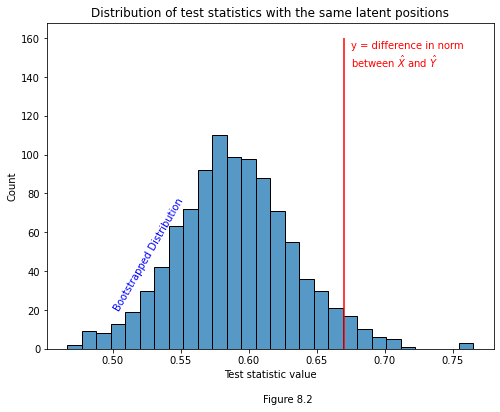 Distribution of test statistics with the same latent positions
y = difference in norm
between X̂ and Ŷ
Bootstrapped Distribution
Count
160
140
120
100
80
60
40
20
0
0.50 0.55 0.60 0.65 0.70 0.75
Test statistic value
Figure 8.2